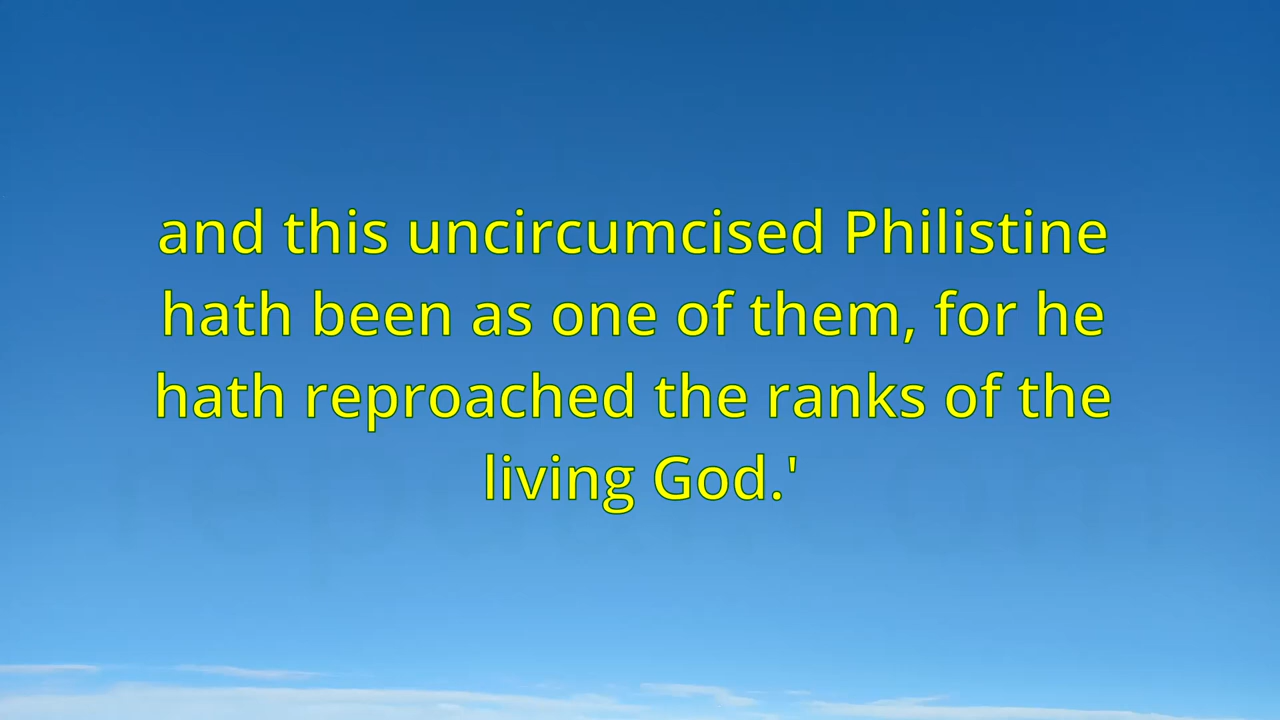 and this uncircumcised Philistine
hath been as one of them, for he
hath reproached the ranks of the
living God.'